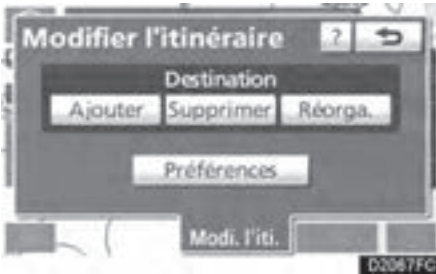 Modifier l'itinéraire ?
Destination
Ajouter Supprimer Réorga.
Préférences
Modi. l'iti.
D2067FC